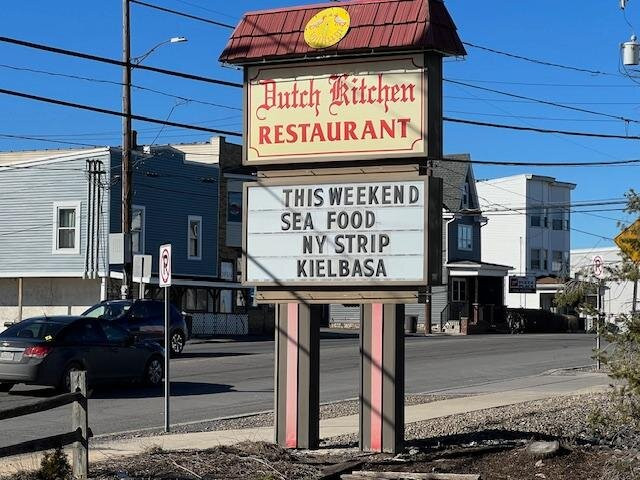 Dutch Kitchen
RESTAURANT
THIS WEEKEND
SEA FOOD
NY STRIP
KIELBASA